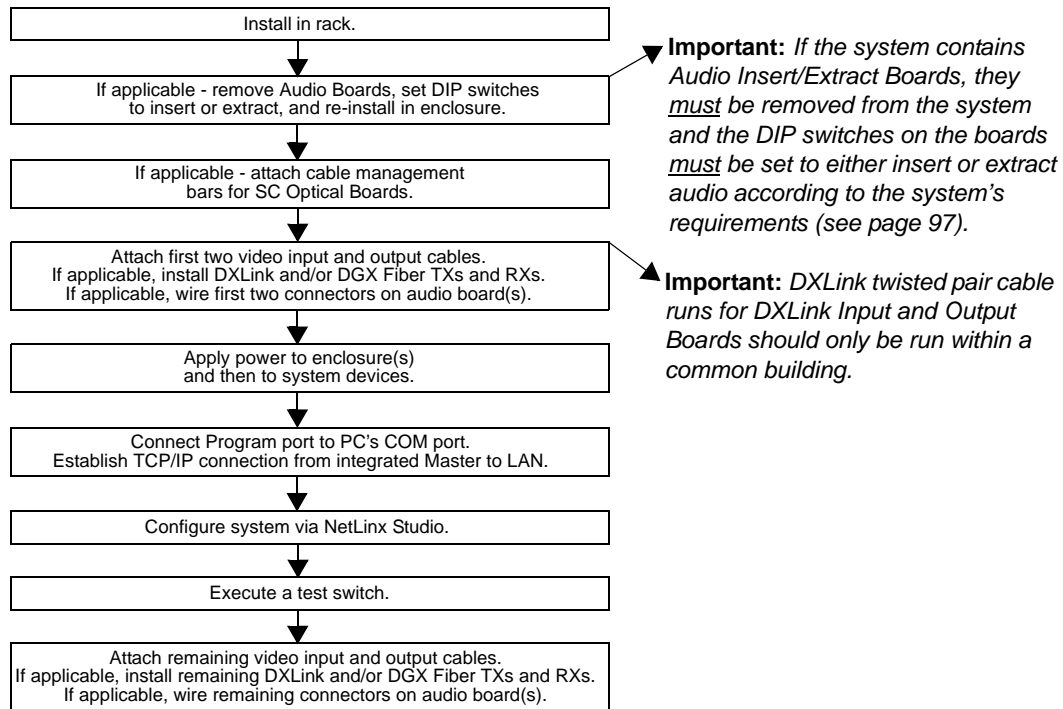 Install in rack.
If applicable - remove Audio Boards, set DIP switches
to insert or extract, and re-install in enclosure.
If applicable - attach cable management
bars for SC Optical Boards.
Attach first two video input and output cables.
If applicable, install DXLink and/or DGX Fiber TXs and RXs.
If applicable, wire first two connectors on audio board(s).
Apply power to enclosure(s)
and then to system devices.
Connect Program port to PC's COM port.
Establish TCP/IP connection from integrated Master to LAN.
Configure system via NetLinx Studio.
Execute a test switch.
Attach remaining video input and output cables.
If applicable, install remaining DXLink and/or DGX Fiber TXs and RXs.
If applicable, wire remaining connectors on audio board(s).
Important: If the system contains
Audio Insert/Extract Boards, they
must be removed from the system
and the DIP switches on the boards
must be set to either insert or extract
audio according to the system's
requirements (see page 97).
Important: DXLink twisted pair cable
runs for DXLink Input and Output
Boards should only be run within a
common building.